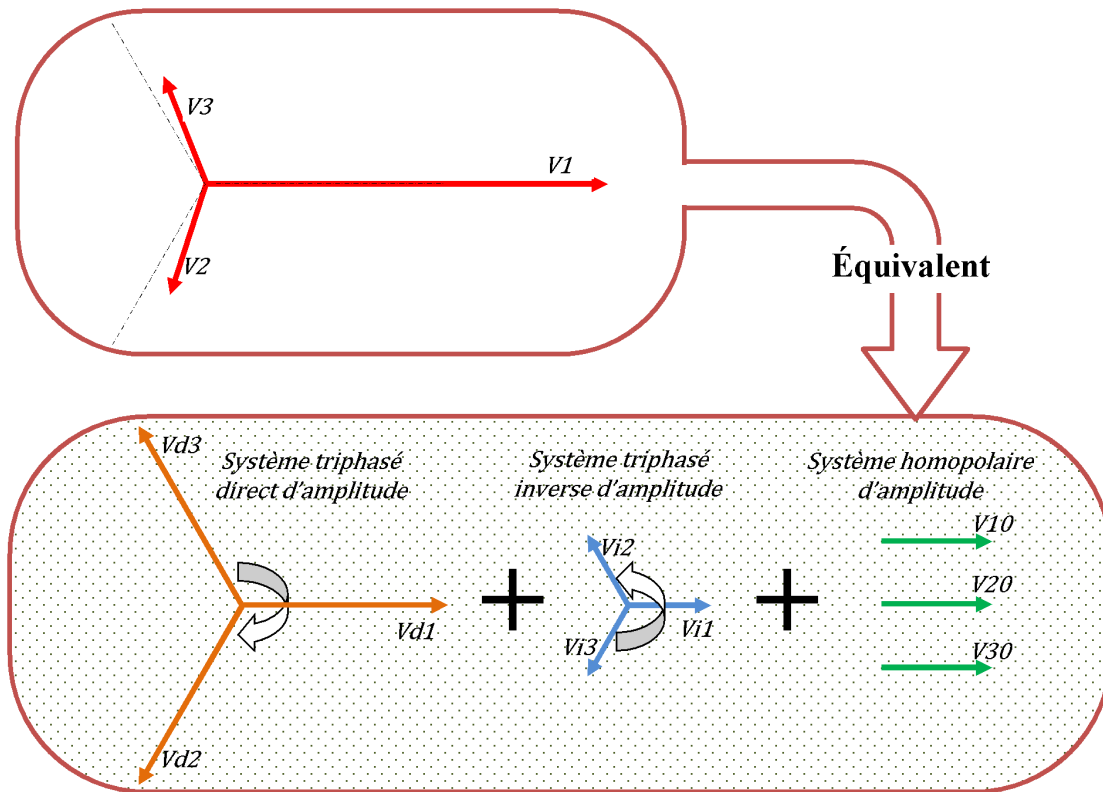 V3
V1
V2
Équivalent
Vd3
Système triphasé
direct d'amplitude
Vd1
Vd2
Système triphasé
inverse d'amplitude
Vi2
Vi1
Vi3
Système homopolaire
d'amplitude
V10
V20
V30